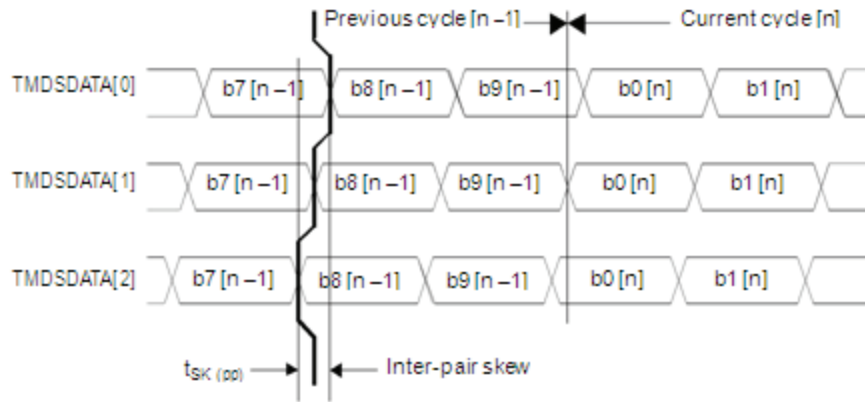 Previous cycle [n –1] Current cycle [n]
TMDSDATA[0] b7 [n –1] b8 [n –1] b9 [n –1] b0 [n] b1 [n]
TMDSDATA[1] b7 [n –1] b8 [n –1] b9 [n –1] b0 [n] b1 [n]
TMDSDATA[2] b7 [n –1] b8 [n –1] b9 [n –1] b0 [n] b1 [n]
tSK (pp) Inter-pair skew